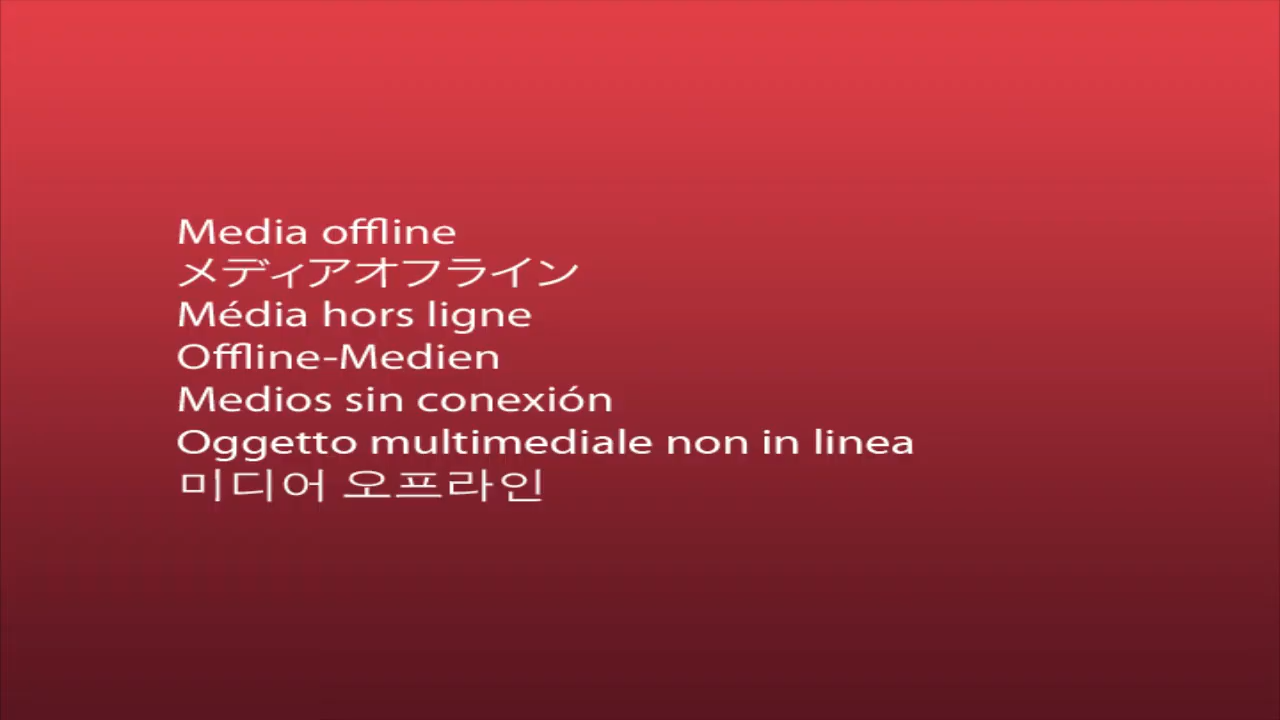 Media offline
メディアオフライン
Média hors ligne
Offline-Medien
Medios sin conexión
Oggetto multimediale non in linea
미디어 오프라인